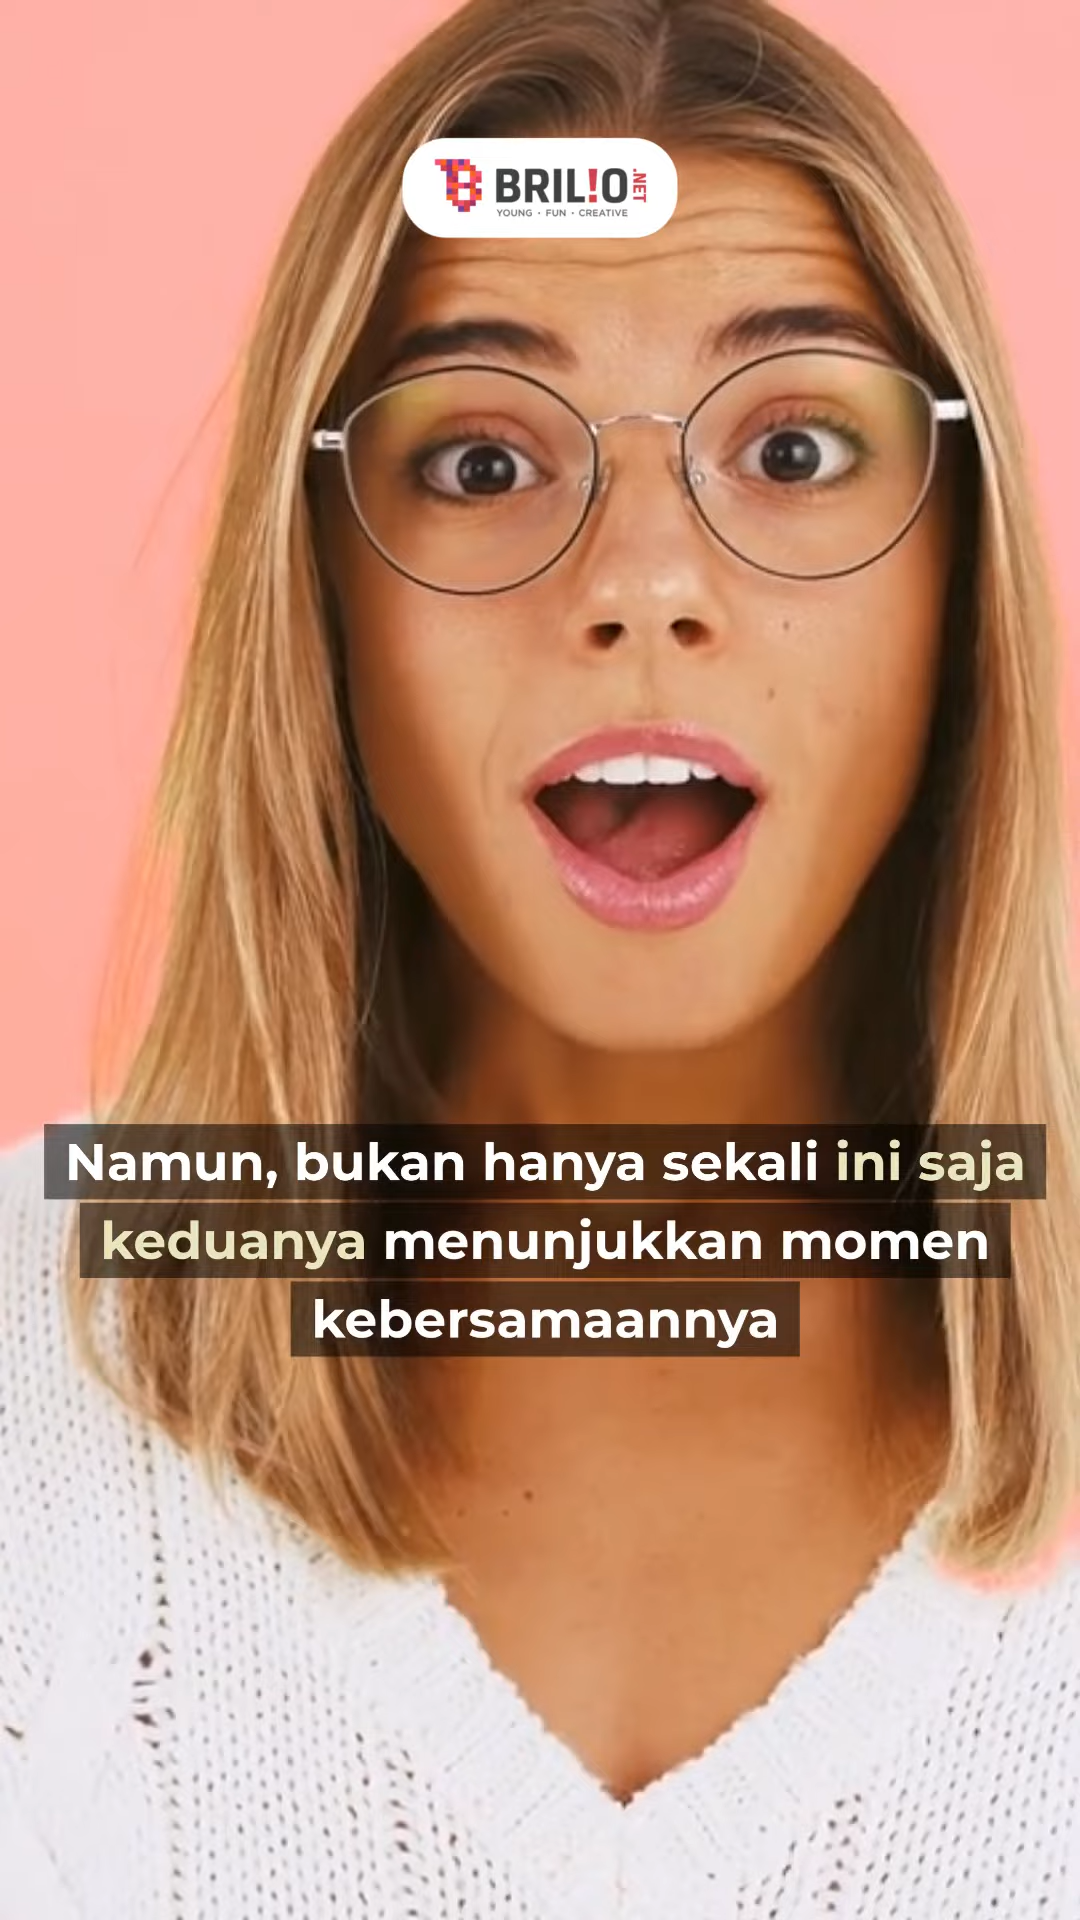 BRIL!O.NET
YOUNG · FUN · CREATIVE
Namun, bukan hanya sekali ini saja
keduanya menunjukkan momen
kebersamaannya